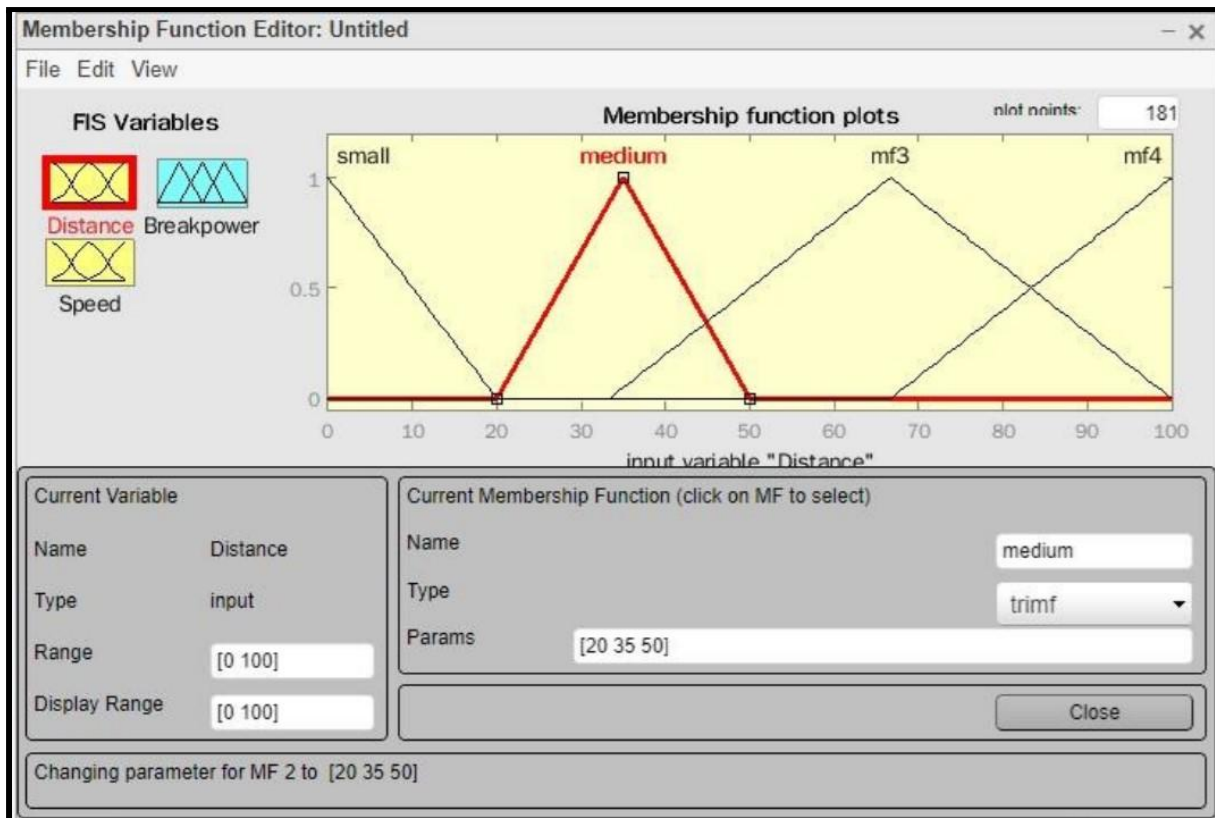 Membership Function Editor: Untitled
File Edit View
FIS Variables
Distance Breakpower
Speed
Membership function plots
plot points: 181
small medium mf3 mf4
1
0.5
0
0 10 20 30 40 50 60 70 80 90 100
input variable "Distance"
Current Variable
Name Distance
Type input
Range [0 100]
Display Range [0 100]
Current Membership Function (click on MF to select)
Name medium
Type trimf
Params [20 35 50]
Close
Changing parameter for MF 2 to [20 35 50]